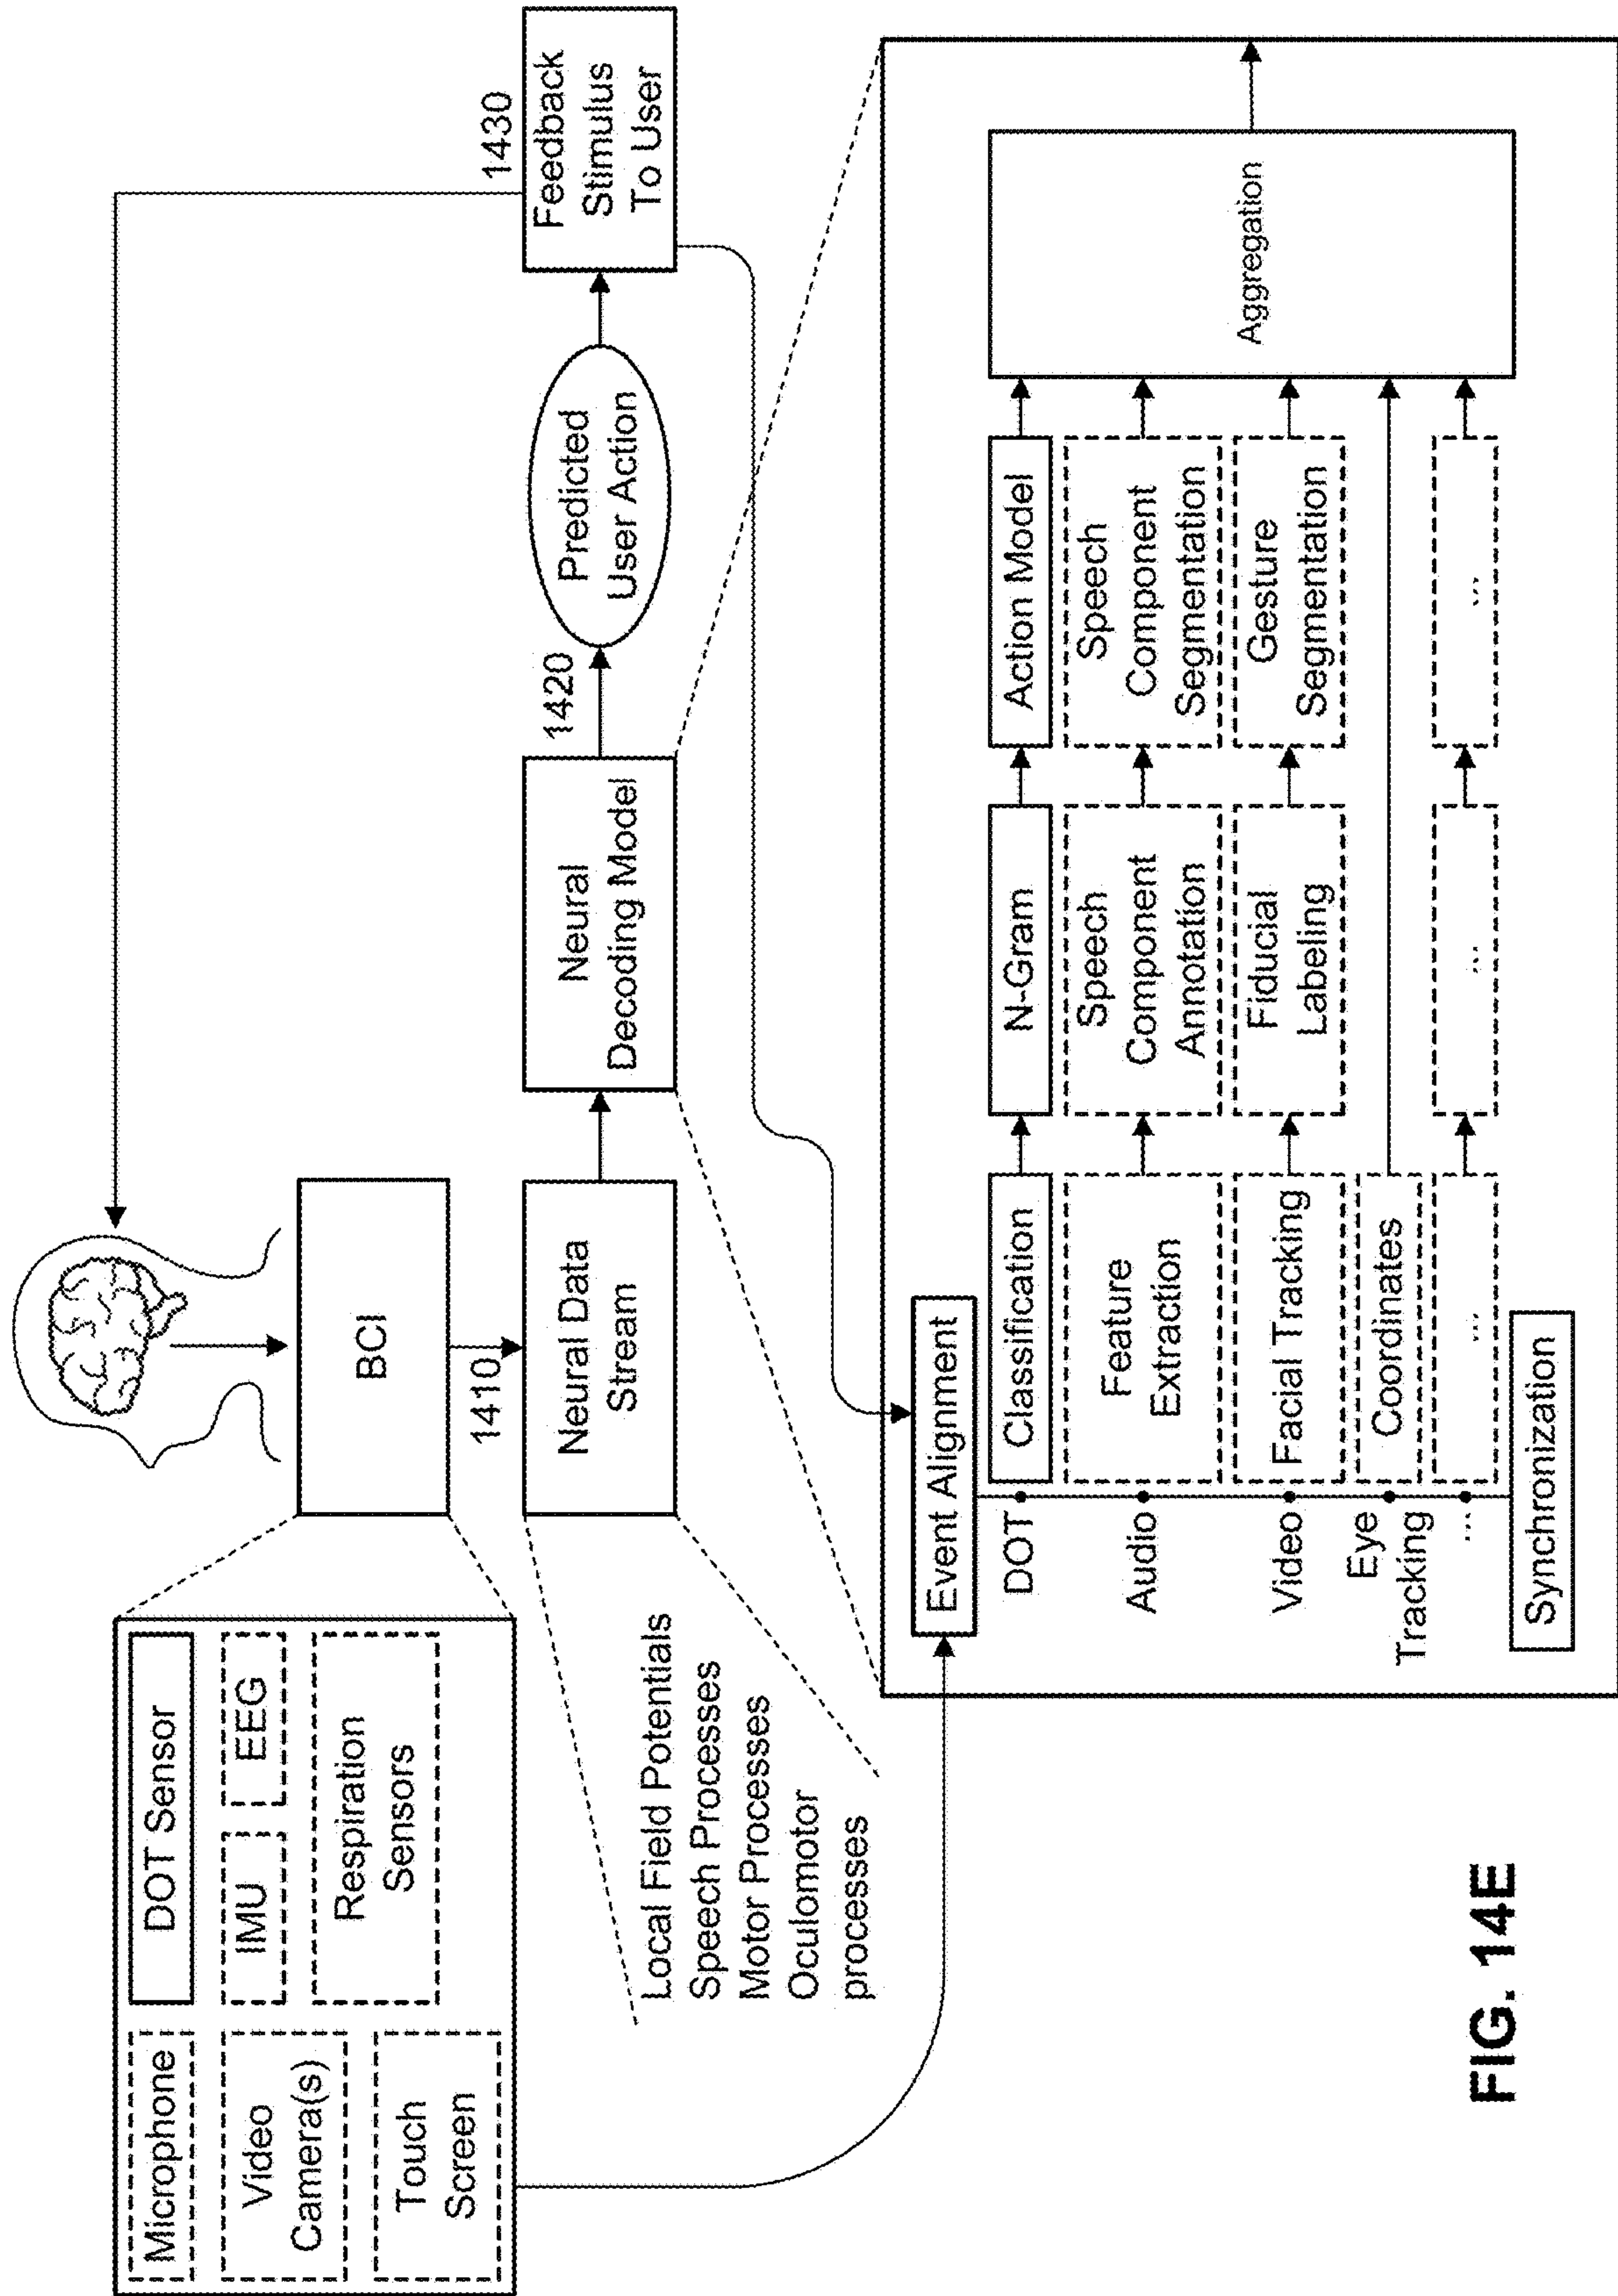 Microphone
DOT Sensor
Video
Camera(s)
IMU
EEG
Touch
Screen
Respiration
Sensors
BCI
1410
Neural Data
Stream
Local Field Potentials
Speech Processes
Motor Processes
Oculomotor
processes
Neural
Decoding Model
1420
Predicted
User Action
1430
Feedback
Stimulus
To User
Event Alignment
DOT
Classification
N-Gram
Action Model
Audio
Feature
Extraction
Speech
Component
Annotation
Speech
Component
Segmentation
Video
Facial Tracking
Fiducial
Labeling
Gesture
Segmentation
Eye
Tracking
Coordinates
...
...
...
...
Synchronization
Aggregation
FIG. 14E